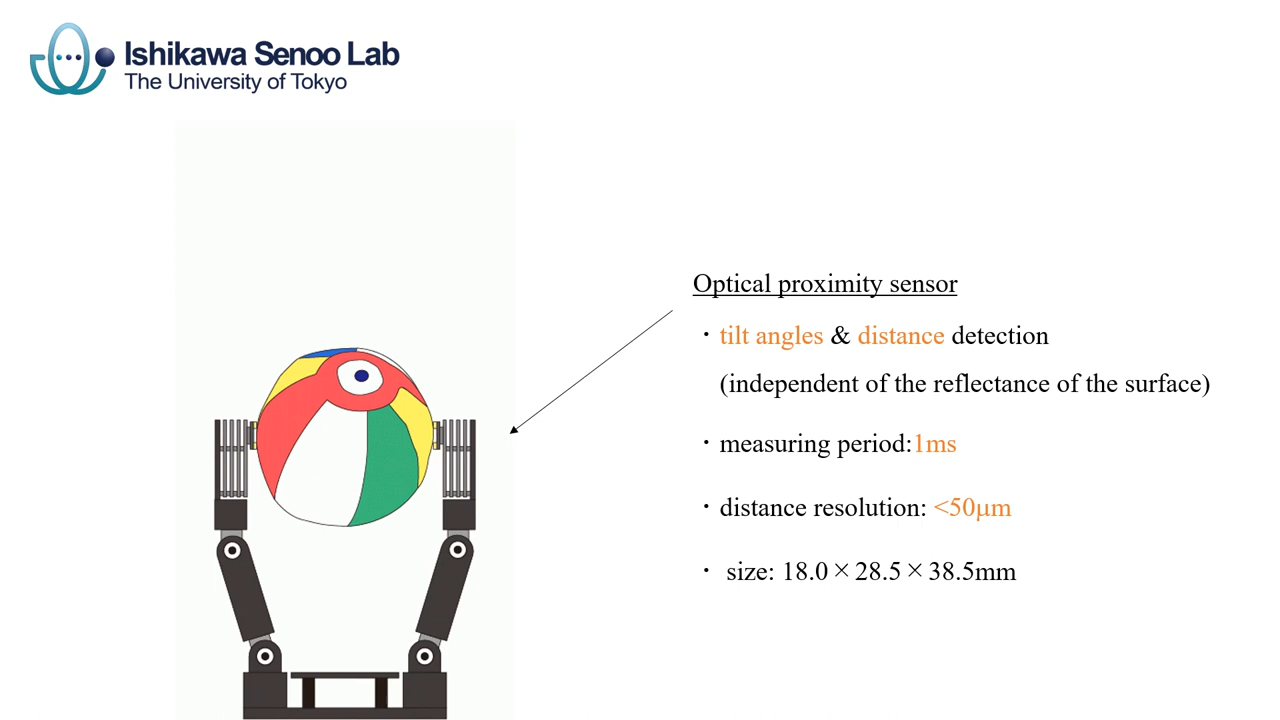 Ishikawa Senoo Lab
The University of Tokyo
Optical proximity sensor
・tilt angles & distance detection
(independent of the reflectance of the surface)
・measuring period:1ms
・distance resolution: <50μm
・ size: 18.0×28.5×38.5mm